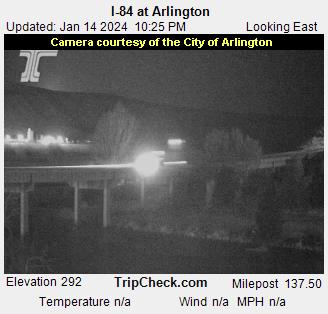 I-84 at Arlington
Updated: Jan 14 2024 10:25 PM Looking East
Camera courtesy of the City of Arlington
Elevation 292 TripCheck.com Milepost 137.50
Temperature n/a Wind n/a MPH n/a